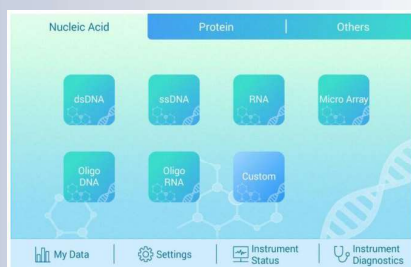 Nucleic Acid Protein Others
dsDNA ssDNA RNA Micro Array
Oligo DNA
Oligo RNA
Custom
My Data Settings Instrument Status Instrument Diagnostics